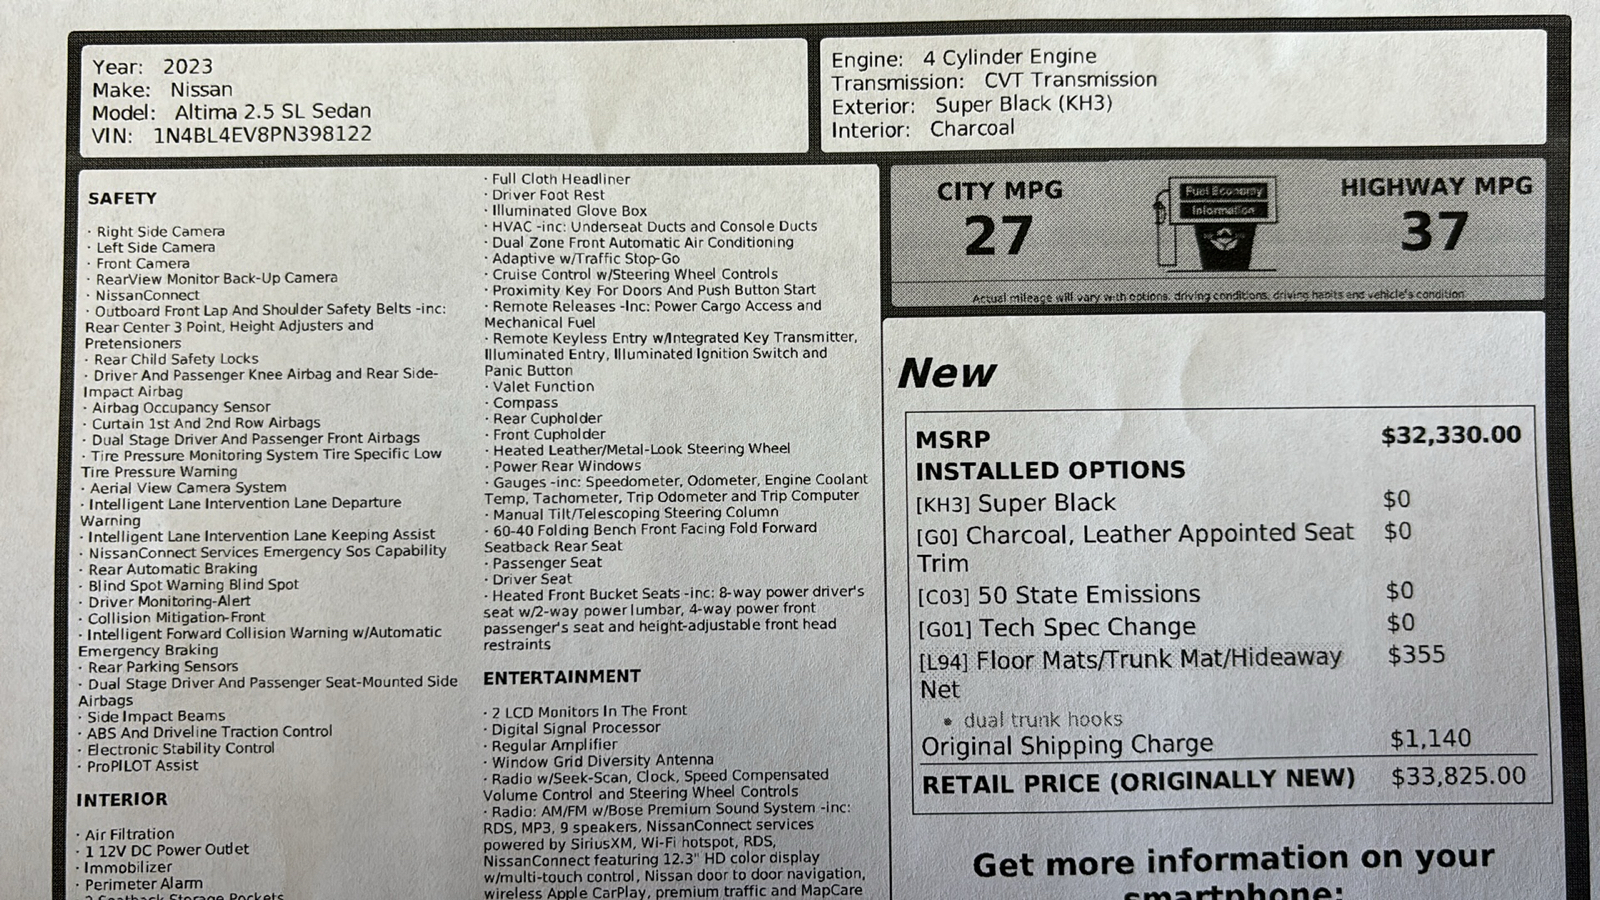 Year: 2023
Make: Nissan
Model: Altima 2.5 SL Sedan
VIN: 1N4BL4EV8PN398122
Engine: 4 Cylinder Engine
Transmission: CVT Transmission
Exterior: Super Black (KH3)
Interior: Charcoal
SAFETY
· Right Side Camera
· Left Side Camera
· Front Camera
· RearView Monitor Back-Up Camera
· NissanConnect
· Outboard Front Lap And Shoulder Safety Belts -inc:
Rear Center 3 Point, Height Adjusters and
Pretensioners
· Rear Child Safety Locks
· Driver And Passenger Knee Airbag and Rear Side-
Impact Airbag
· Airbag Occupancy Sensor
· Curtain 1st And 2nd Row Airbags
· Dual Stage Driver And Passenger Front Airbags
· Tire Pressure Monitoring System Tire Specific Low
Tire Pressure Warning
· Aerial View Camera System
· Intelligent Lane Intervention Lane Departure
Warning
· Intelligent Lane Intervention Lane Keeping Assist
· NissanConnect Services Emergency Sos Capability
· Rear Automatic Braking
· Blind Spot Warning Blind Spot
· Driver Monitoring-Alert
· Collision Mitigation-Front
· Intelligent Forward Collision Warning w/Automatic
Emergency Braking
· Rear Parking Sensors
· Dual Stage Driver And Passenger Seat-Mounted Side
Airbags
· Side Impact Beams
· ABS And Driveline Traction Control
· Electronic Stability Control
· ProPILOT Assist
INTERIOR
· Air Filtration
· 1 12V DC Power Outlet
· Immobilizer
· Perimeter Alarm
· 2 Seatback Storage Pockets
· Full Cloth Headliner
· Driver Foot Rest
· Illuminated Glove Box
· HVAC -inc: Underseat Ducts and Console Ducts
· Dual Zone Front Automatic Air Conditioning
· Adaptive w/Traffic Stop-Go
· Cruise Control w/Steering Wheel Controls
· Proximity Key For Doors And Push Button Start
· Remote Releases -Inc: Power Cargo Access and
Mechanical Fuel
· Remote Keyless Entry w/Integrated Key Transmitter,
Illuminated Entry, Illuminated Ignition Switch and
Panic Button
· Valet Function
· Compass
· Rear Cupholder
· Front Cupholder
· Heated Leather/Metal-Look Steering Wheel
· Power Rear Windows
· Gauges -inc: Speedometer, Odometer, Engine Coolant
Temp, Tachometer, Trip Odometer and Trip Computer
· Manual Tilt/Telescoping Steering Column
· 60-40 Folding Bench Front Facing Fold Forward
Seatback Rear Seat
· Passenger Seat
· Driver Seat
· Heated Front Bucket Seats -inc: 8-way power driver's
seat w/2-way power lumbar, 4-way power front
passenger's seat and height-adjustable front head
restraints
ENTERTAINMENT
· 2 LCD Monitors In The Front
· Digital Signal Processor
· Regular Amplifier
· Window Grid Diversity Antenna
· Radio w/Seek-Scan, Clock, Speed Compensated
Volume Control and Steering Wheel Controls
· Radio: AM/FM w/Bose Premium Sound System -inc:
RDS, MP3, 9 speakers, NissanConnect services
powered by SiriusXM, Wi-Fi hotspot, RDS,
NissanConnect featuring 12.3" HD color display
w/multi-touch control, Nissan door to door navigation,
wireless Apple CarPlay, premium traffic and MapCare
CITY MPG
27
Fuel Economy
Information
HIGHWAY MPG
37
Actual mileage will vary with options, driving conditions, driving habits and vehicle's condition
New
MSRP $32,330.00
INSTALLED OPTIONS
[KH3] Super Black $0
[G0] Charcoal, Leather Appointed Seat $0
Trim
[C03] 50 State Emissions $0
[G01] Tech Spec Change $0
[L94] Floor Mats/Trunk Mat/Hideaway $355
Net
• dual trunk hooks
Original Shipping Charge $1,140
RETAIL PRICE (ORIGINALLY NEW) $33,825.00
Get more information on your
smartphone: